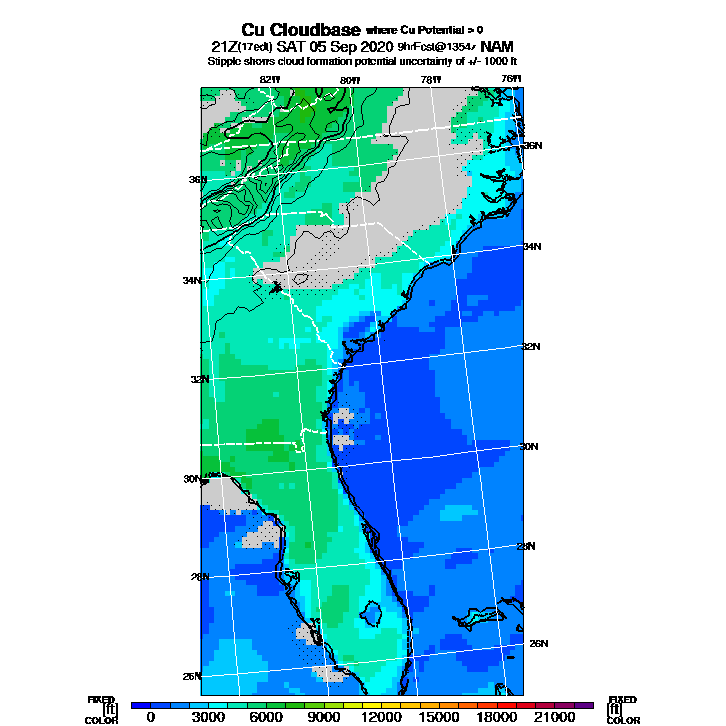 Cu Cloudbase where Cu Potential > 0
21Z(17edt) SAT 05 Sep 2020 9hrFcst@1354z NAM
Stipple shows cloud formation potential uncertainty of +/- 1000 ft
82W 80W 78W 76W
36N
36N
34N
34N
32N
32N
30N
30N
28N
28N
26N
26N
FIXED FIXED
[ft] [ft]
COLOR 0 3000 6000 9000 12000 15000 18000 21000 COLOR